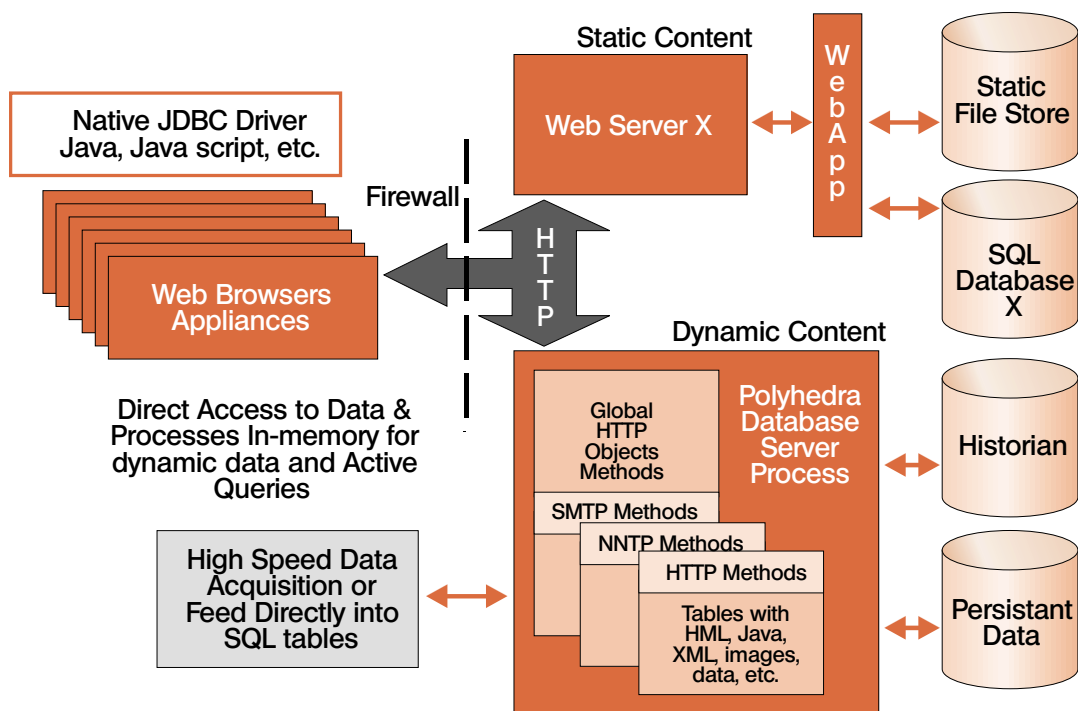 Static Content
Native JDBC Driver
Java, Java script, etc.
Web Server X
WebApp
Static
File Store
Firewall
HTTP
SQL
Database
X
Web Browsers
Appliances
Dynamic Content
Direct Access to Data &
Processes In-memory for
dynamic data and Active
Queries
Global
HTTP
Objects
Methods
Polyhedra
Database
Server
Process
Historian
SMTP Methods
NNTP Methods
HTTP Methods
Tables with
HML, Java,
XML, images,
data, etc.
High Speed Data
Acquisition or
Feed Directly into
SQL tables
Persistant
Data